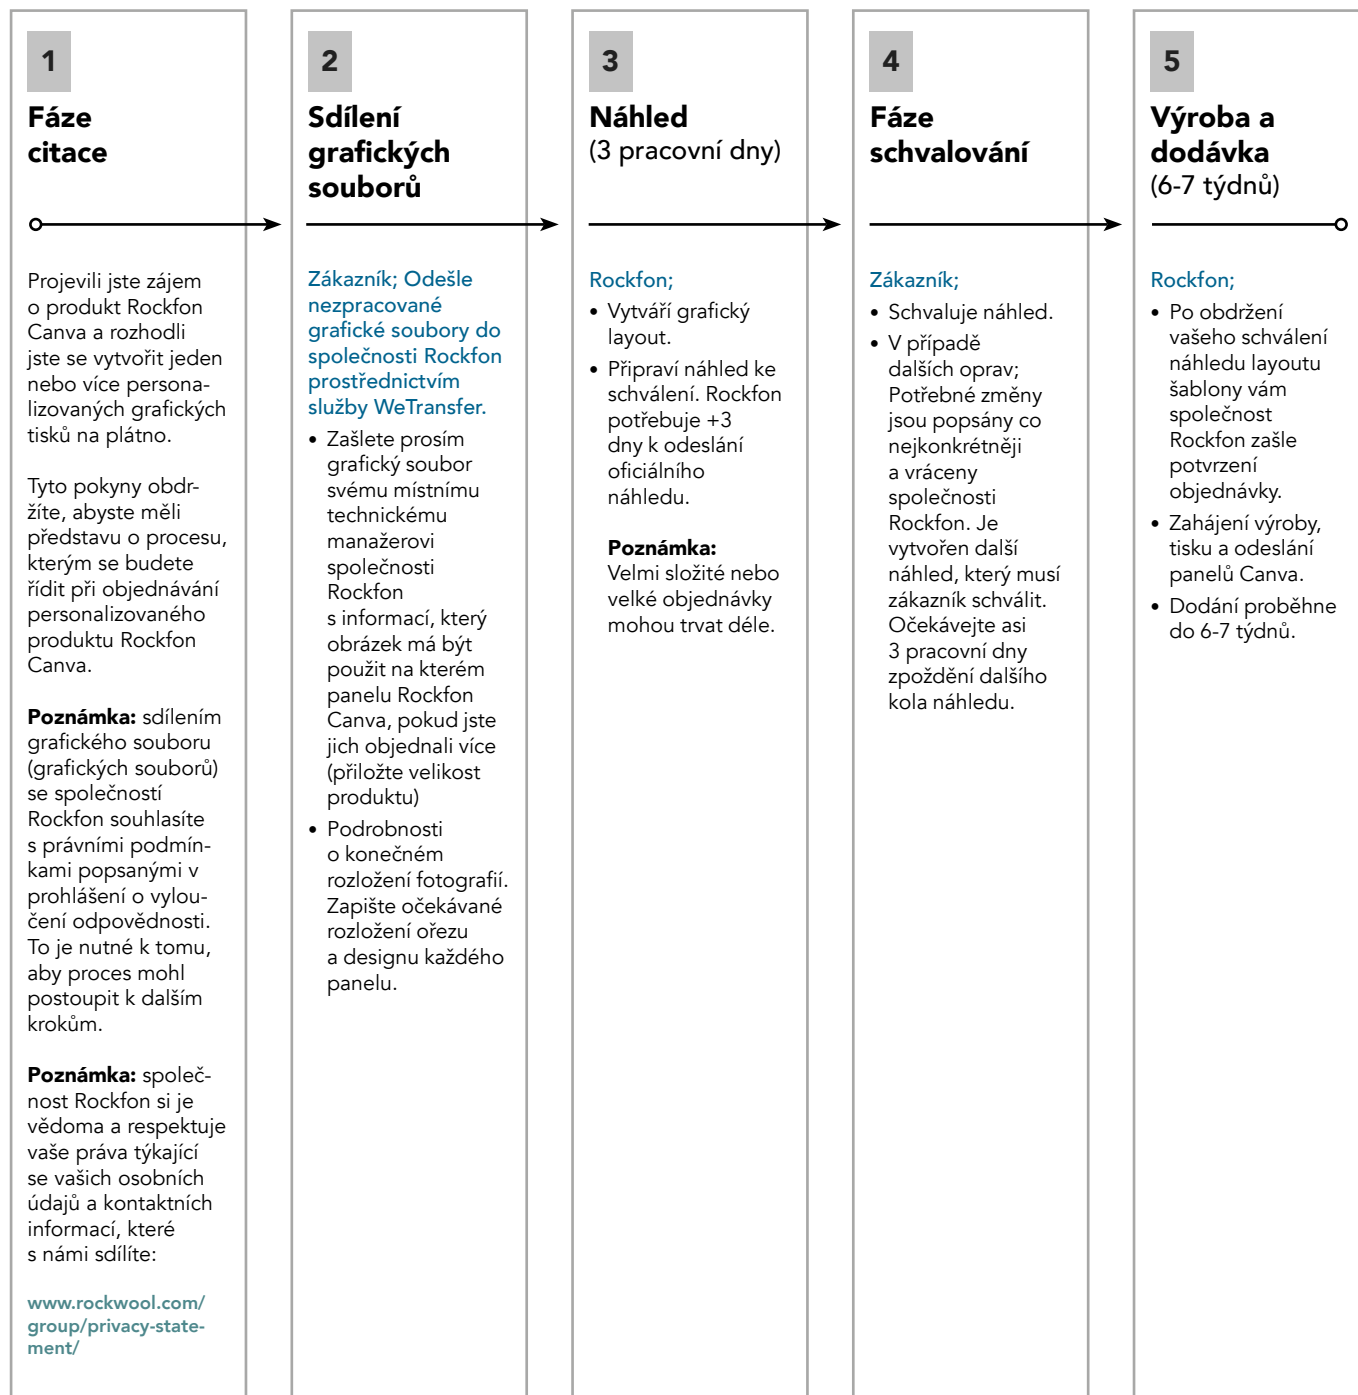 1
Fáze
citace
Projevili jste zájem
o produkt Rockfon
Canva a rozhodli
jste se vytvořit jeden
nebo více persona-
lizovaných grafických
tisků na plátno.
Tyto pokyny obdr-
žíte, abyste měli
představu o procesu,
kterým se budete
řídit při objednávání
personalizovaného
produktu Rockfon
Canva.
Poznámka: sdílením
grafického souboru
(grafických souborů)
se společností
Rockfon souhlasíte
s právními podmín-
kami popsanými v
prohlášení o vylou-
čení odpovědnosti.
To je nutné k tomu,
aby proces mohl
postoupit k dalším
krokům.
Poznámka: společ-
nost Rockfon si je
vědoma a respektuje
vaše práva týkající
se vašich osobních
údajů a kontaktních
informací, které
s námi sdílíte:
www.rockwool.com/
group/privacy-state-
ment/
2
Sdílení
grafických
souborů
Zákazník; Odešle
nezpracované
grafické soubory do
společnosti Rockfon
prostřednictvím
služby WeTransfer.
• Zašlete prosím
grafický soubor
svému místnímu
technickému
manažerovi
společnosti
Rockfon
s informací, který
obrázek má být
použit na kterém
panelu Rockfon
Canva, pokud jste
jich objednali více
(přiložte velikost
produktu)
• Podrobnosti
o konečném
rozložení fotografií.
Zapište očekávané
rozložení ořezu
a designu každého
panelu.
3
Náhled
(3 pracovní dny)
Rockfon;
• Vytváří grafický
layout.
• Připraví náhled ke
schválení. Rockfon
potřebuje +3
dny k odeslání
oficiálního
náhledu.
Poznámka:
Velmi složité nebo
velké objednávky
mohou trvat déle.
4
Fáze
schvalování
Zákazník;
• Schvaluje náhled.
• V případě
dalších oprav;
Potřebné změny
jsou popsány co
nejkonkrétněji
a vráceny
společnosti
Rockfon. Je
vytvořen další
náhled, který musí
zákazník schválit.
Očekávejte asi
3 pracovní dny
zpoždění dalšího
kola náhledu.
5
Výroba a
dodávka
(6-7 týdnů)
Rockfon;
• Po obdržení
vašeho schválení
náhledu layoutu
šablony vám
společnost
Rockfon zašle
potvrzení
objednávky.
• Zahájení výroby,
tisku a odeslání
panelů Canva.
• Dodání proběhne
do 6-7 týdnů.